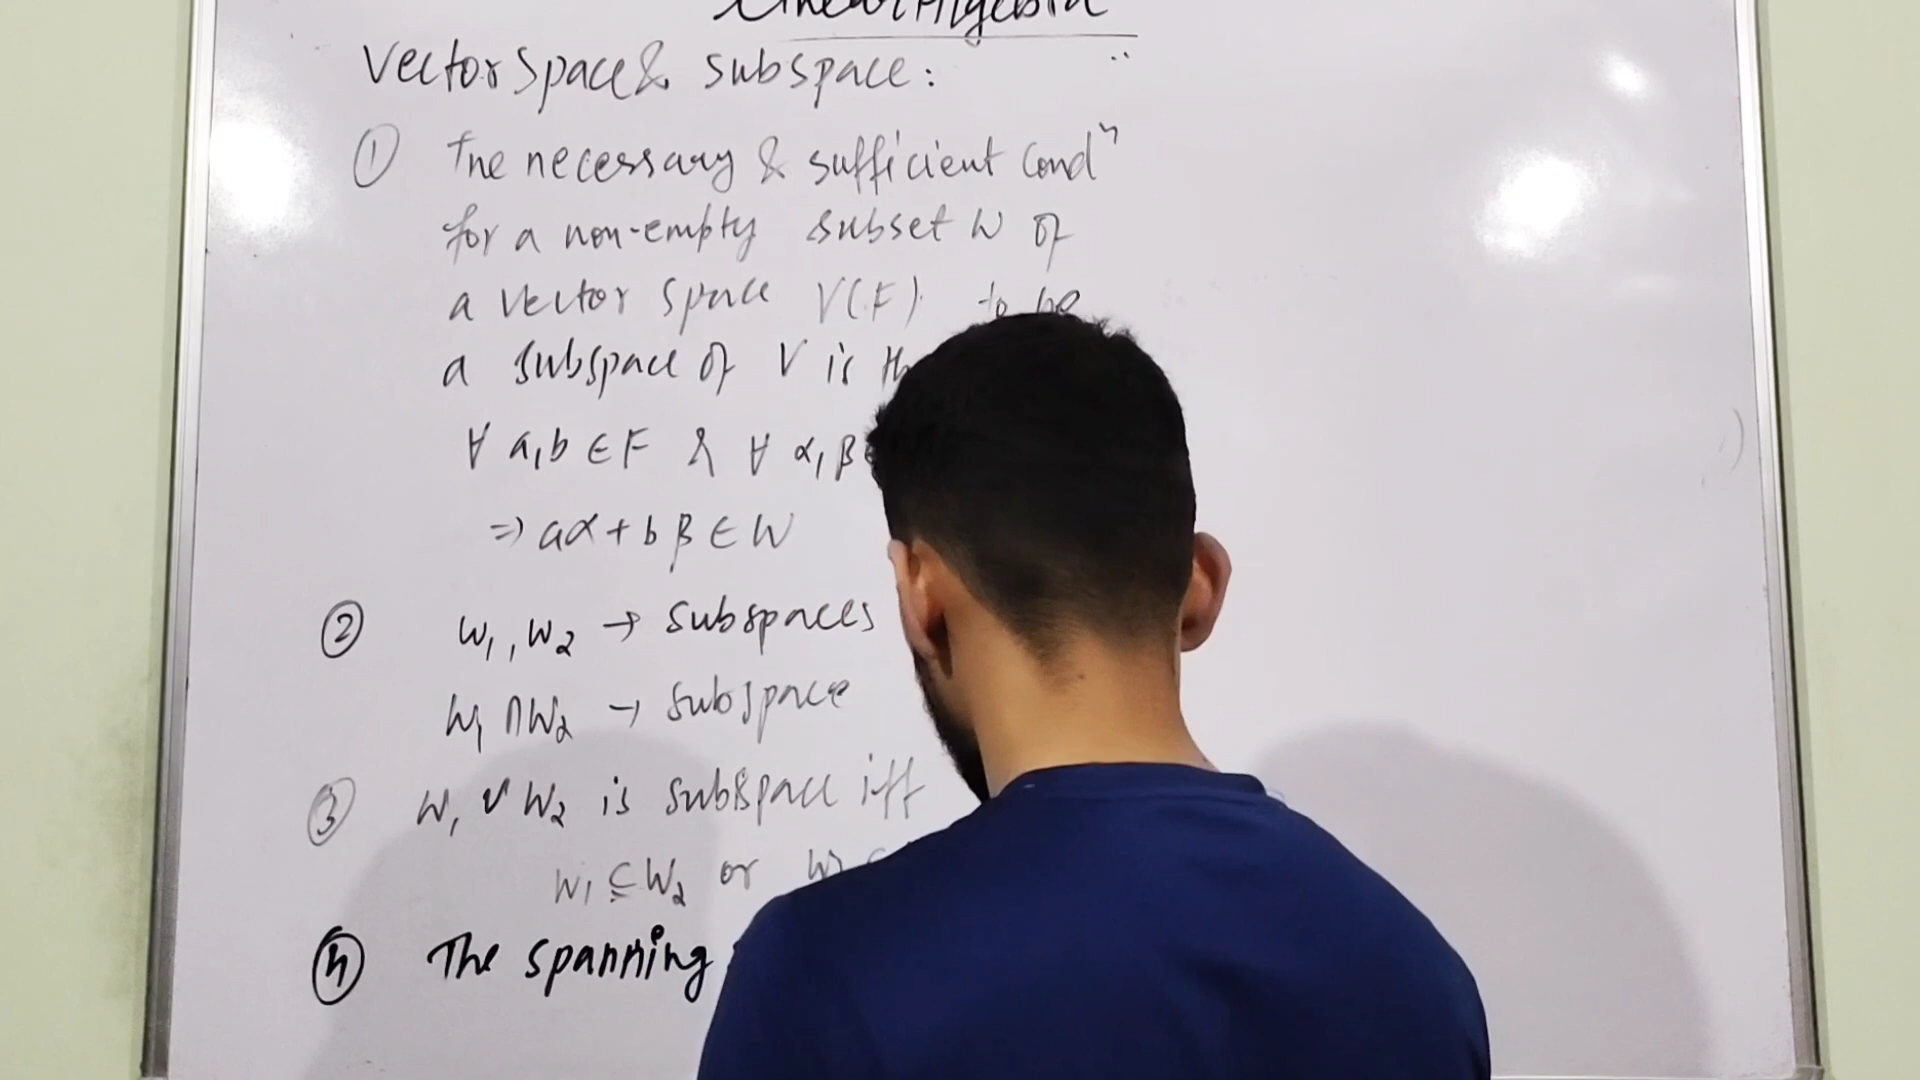 Linear Algebra
Vector Space & subspace:
① The necessary & sufficient condⁿ
for a non-empty subset W of
a vector space V(F) to be
a subspace of V is
∀ a,b ∈ F & ∀ α,β
=> aα + bβ ∈ W
② W₁, W₂ → subspaces
W₁ ∩ W₂ → subspace
③ W₁ ∪ W₂ is subspace iff
W₁ ⊆ W₂ or
④ The spanning